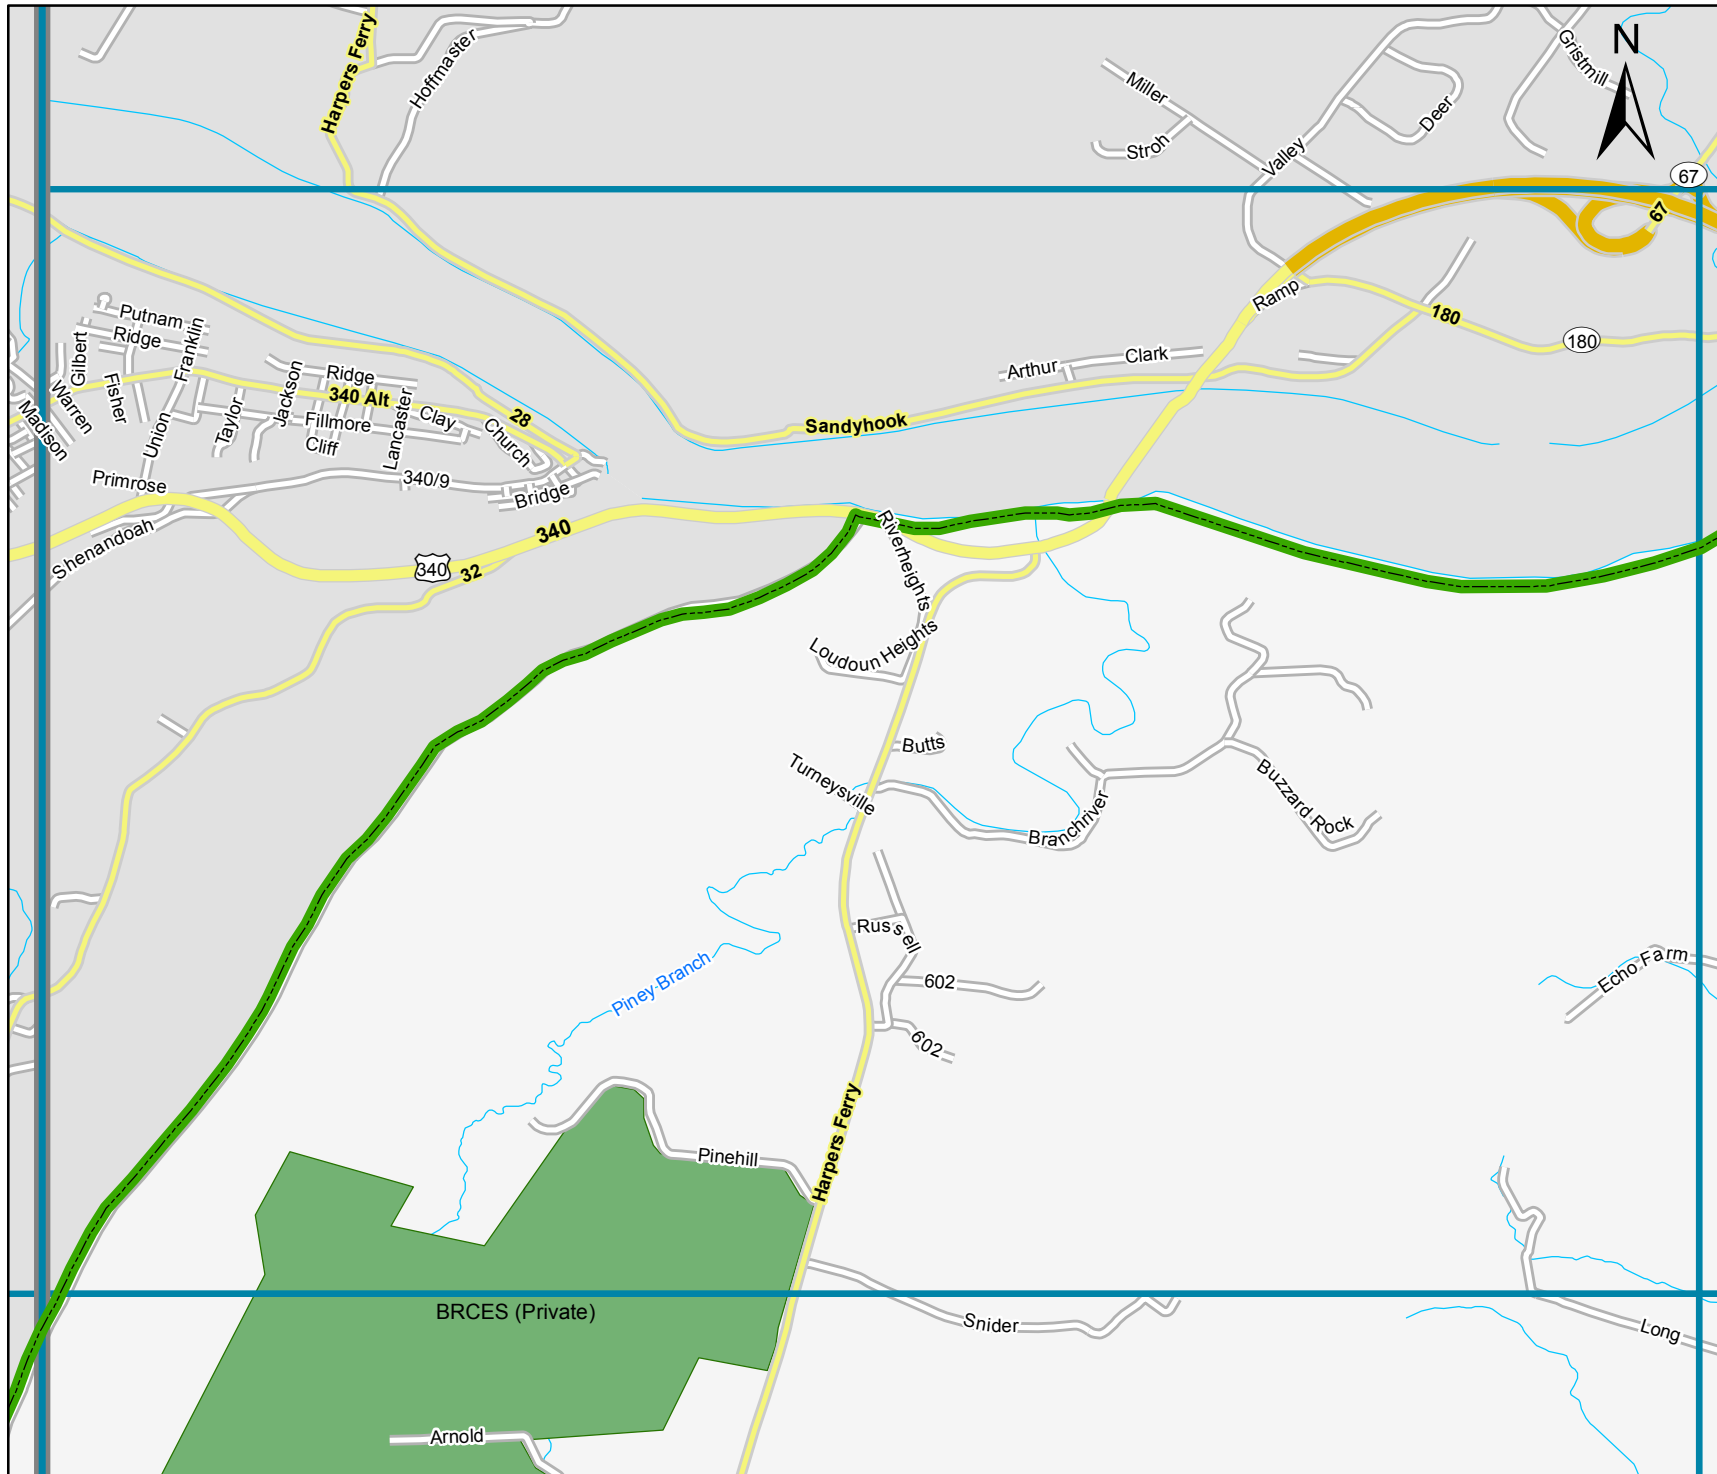 Harpers Ferry
Hoffmaster
Gristmill
N
Miller
Deer
Stroh
Valley
67
67
Ramp
180
180
Putnam
Ridge
Gilbert
Franklin
Fisher
Warren
Madison
Union
Taylor
Jackson
Ridge
340 Alt
Fillmore
Cliff
Lancaster
Clay
Church
28
Arthur
Clark
Sandyhook
Primrose
340/9
Bridge
Shenandoah
340
340
32
Riverheights
Loudoun Heights
Butts
Turneysville
Branchriver
Buzzard Rock
Russell
602
602
Piney Branch
Echo Farm
Harpers Ferry
Pinehill
BRCES (Private)
Snider
Long
Arnold